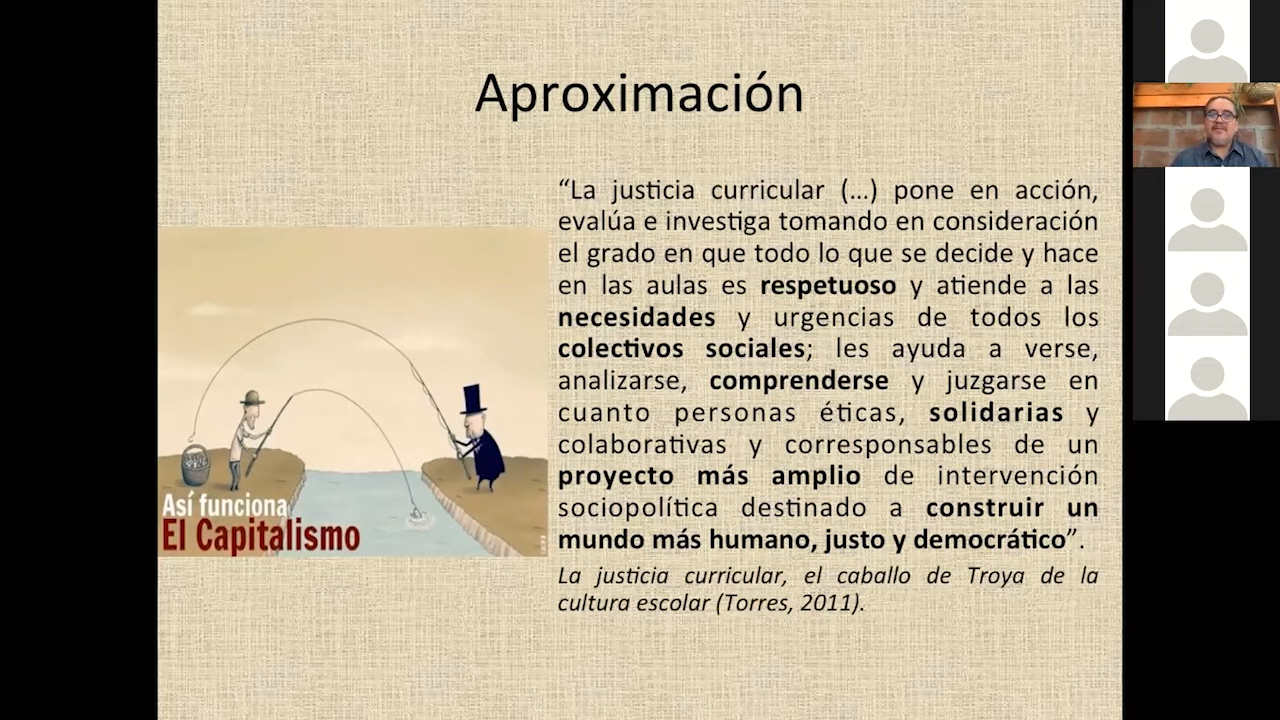 Aproximación
“La justicia curricular (...) pone en acción,
evalúa e investiga tomando en consideración
el grado en que todo lo que se decide y hace
en las aulas es respetuoso y atiende a las
necesidades y urgencias de todos los
colectivos sociales; les ayuda a verse,
analizarse, comprenderse y juzgarse en
cuanto personas éticas, solidarias y
colaborativas y corresponsables de un
proyecto más amplio de intervención
sociopolítica destinado a construir un
mundo más humano, justo y democrático”.
La justicia curricular, el caballo de Troya de la
cultura escolar (Torres, 2011).
Así funciona
El Capitalismo